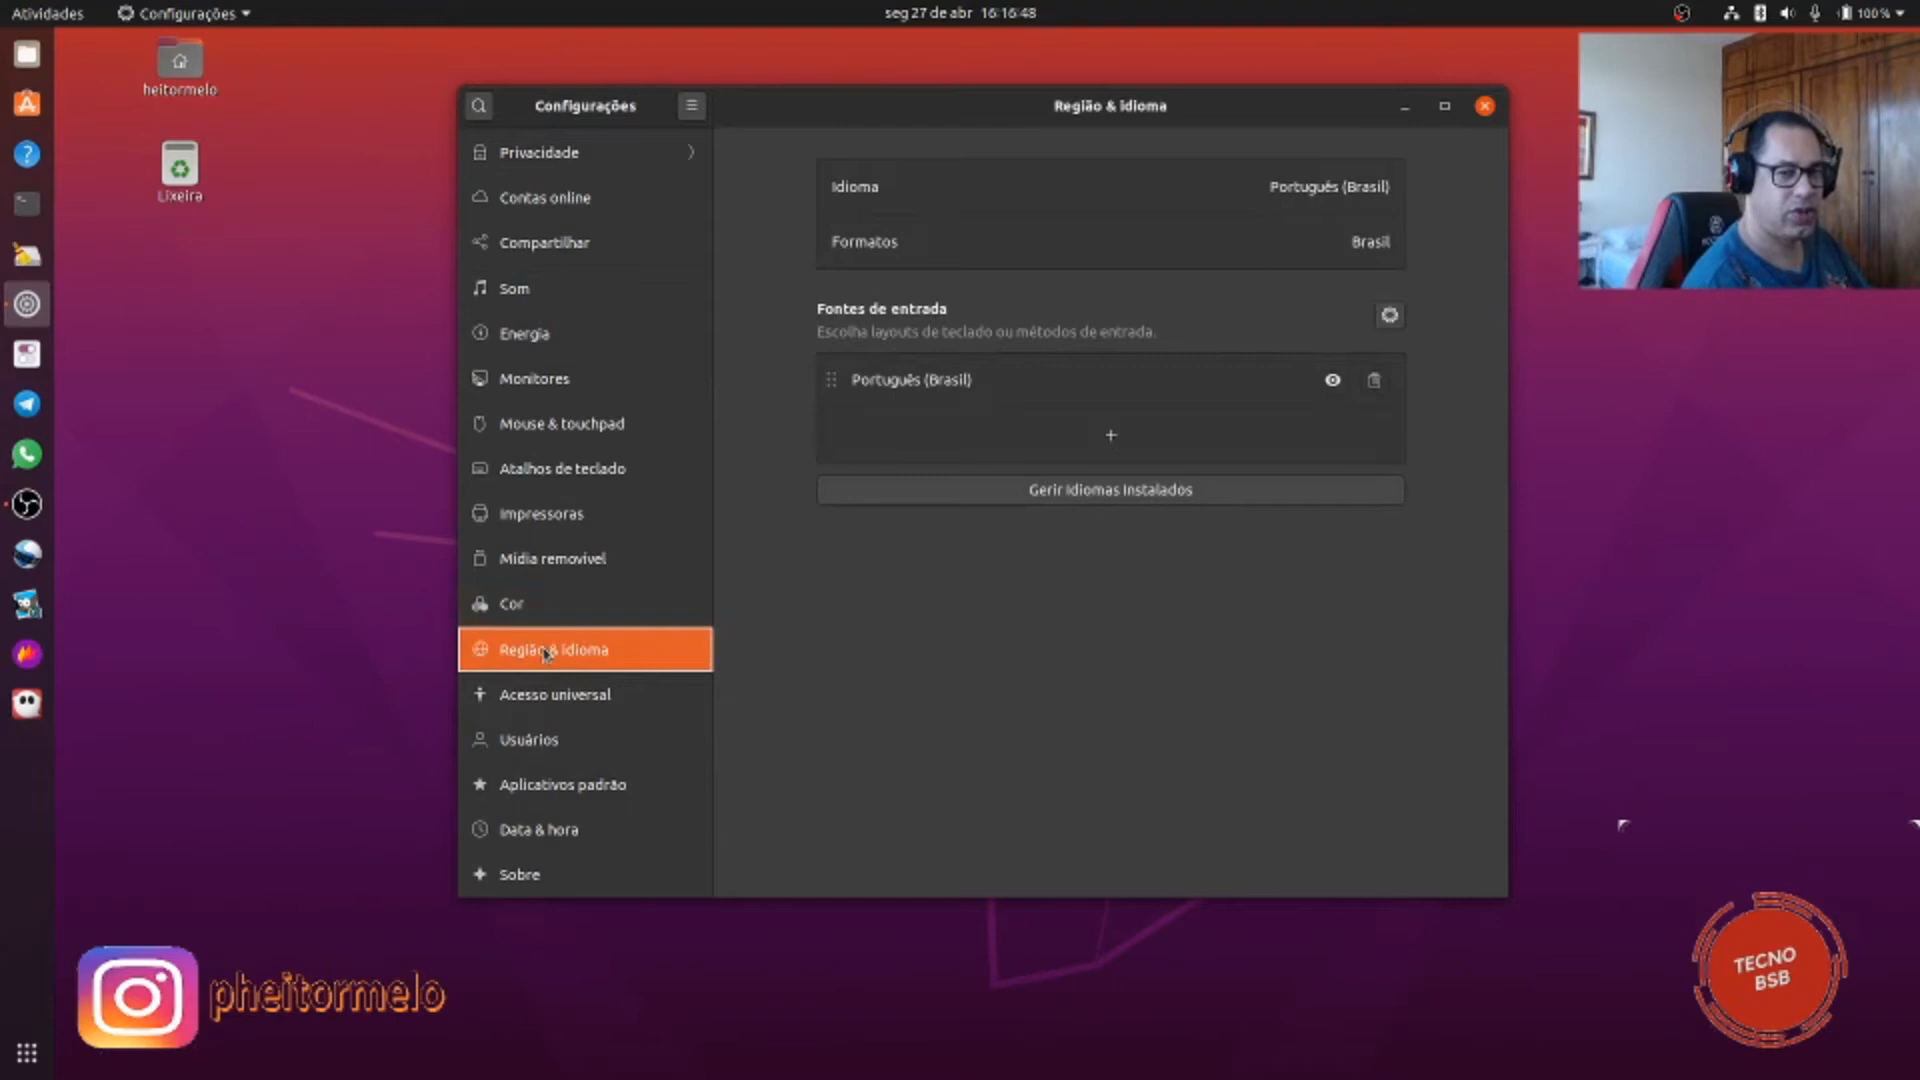 Atividades
Configurações
seg 27 de abr 16:16:48
100%
heitormelo
Lixeira
Configurações
Região & idioma
Privacidade
Contas online
Compartilhar
Som
Energia
Monitores
Mouse & touchpad
Atalhos de teclado
Impressoras
Mídia removível
Cor
Região & idioma
Acesso universal
Usuários
Aplicativos padrão
Data & hora
Sobre
Idioma
Português (Brasil)
Formatos
Brasil
Fontes de entrada
Escolha layouts de teclado ou métodos de entrada.
Português (Brasil)
Gerir Idiomas Instalados
pheitormelo
TECNO
BSB